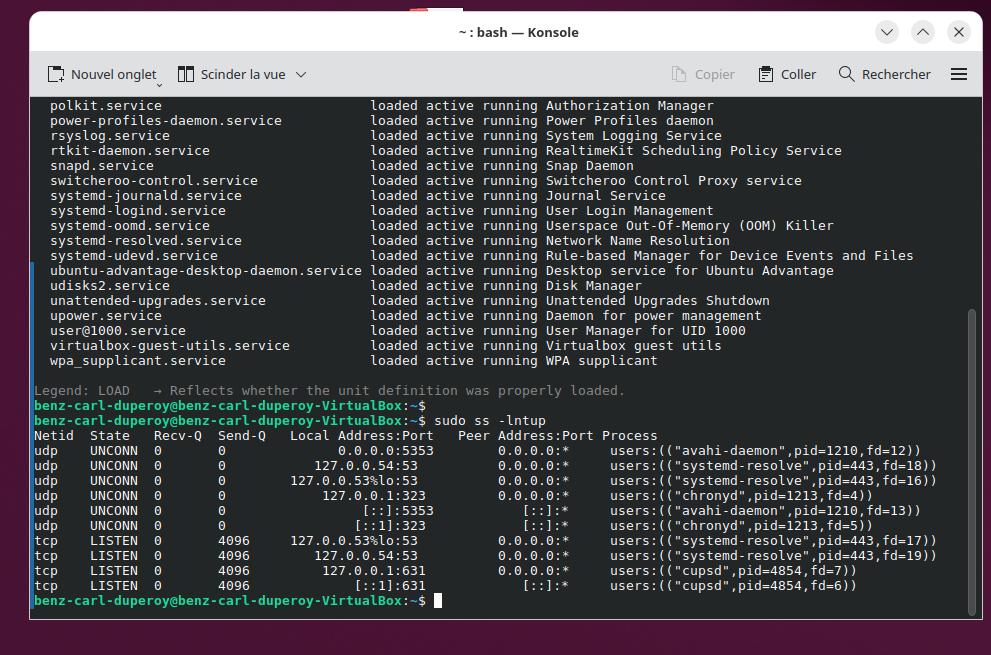 ~ : bash — Konsole
Nouvel onglet Scinder la vue Copier Coller Rechercher
polkit.service loaded active running Authorization Manager
power-profiles-daemon.service loaded active running Power Profiles daemon
rsyslog.service loaded active running System Logging Service
rtkit-daemon.service loaded active running RealtimeKit Scheduling Policy Service
snapd.service loaded active running Snap Daemon
switcheroo-control.service loaded active running Switcheroo Control Proxy service
systemd-journald.service loaded active running Journal Service
systemd-logind.service loaded active running User Login Management
systemd-oomd.service loaded active running Userspace Out-Of-Memory (OOM) Killer
systemd-resolved.service loaded active running Network Name Resolution
systemd-udevd.service loaded active running Rule-based Manager for Device Events and Files
ubuntu-advantage-desktop-daemon.service loaded active running Desktop service for Ubuntu Advantage
udisks2.service loaded active running Disk Manager
unattended-upgrades.service loaded active running Unattended Upgrades Shutdown
upower.service loaded active running Daemon for power management
user@1000.service loaded active running User Manager for UID 1000
virtualbox-guest-utils.service loaded active running Virtualbox guest utils
wpa_supplicant.service loaded active running WPA supplicant
Legend: LOAD → Reflects whether the unit definition was properly loaded.
benz-carl-duperoy@benz-carl-duperoy-VirtualBox:~$
benz-carl-duperoy@benz-carl-duperoy-VirtualBox:~$ sudo ss -lntup
Netid State Recv-Q Send-Q Local Address:Port Peer Address:Port Process
udp UNCONN 0 0 0.0.0.0:5353 0.0.0.0:* users:(("avahi-daemon",pid=1210,fd=12))
udp UNCONN 0 0 127.0.0.54:53 0.0.0.0:* users:(("systemd-resolve",pid=443,fd=18))
udp UNCONN 0 0 127.0.0.53%lo:53 0.0.0.0:* users:(("systemd-resolve",pid=443,fd=16))
udp UNCONN 0 0 127.0.0.1:323 0.0.0.0:* users:(("chronyd",pid=1213,fd=4))
udp UNCONN 0 0 [::]:5353 [::]:* users:(("avahi-daemon",pid=1210,fd=13))
udp UNCONN 0 0 [::1]:323 [::]:* users:(("chronyd",pid=1213,fd=5))
tcp LISTEN 0 4096 127.0.0.53%lo:53 0.0.0.0:* users:(("systemd-resolve",pid=443,fd=17))
tcp LISTEN 0 4096 127.0.0.54:53 0.0.0.0:* users:(("systemd-resolve",pid=443,fd=19))
tcp LISTEN 0 4096 127.0.0.1:631 0.0.0.0:* users:(("cupsd",pid=4854,fd=7))
tcp LISTEN 0 4096 [::1]:631 [::]:* users:(("cupsd",pid=4854,fd=6))
benz-carl-duperoy@benz-carl-duperoy-VirtualBox:~$